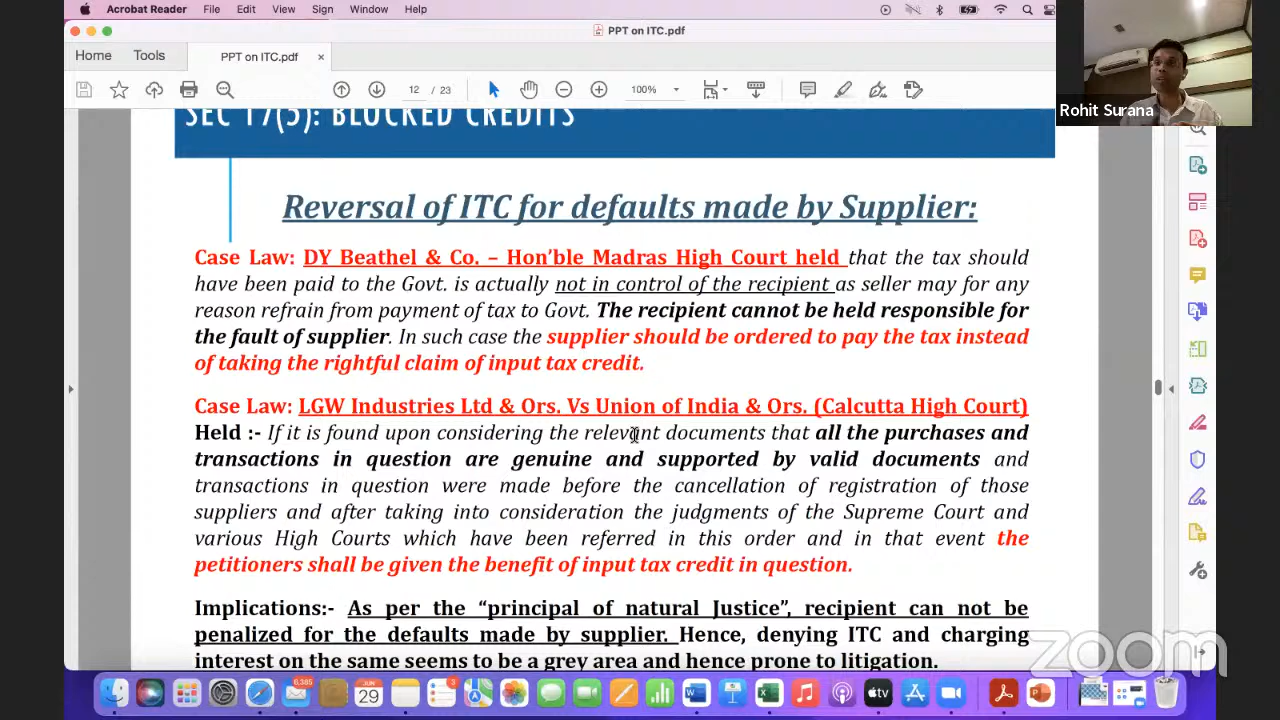 Acrobat Reader File Edit View Sign Window Help
PPT on ITC.pdf
Home Tools PPT on ITC.pdf ×
12 / 23 100%
Rohit Surana
SEC 17(5): BLOCKED CREDITS
Reversal of ITC for defaults made by Supplier:
Case Law: DY Beathel & Co. – Hon'ble Madras High Court held that the tax should
have been paid to the Govt. is actually not in control of the recipient as seller may for any
reason refrain from payment of tax to Govt. The recipient cannot be held responsible for
the fault of supplier. In such case the supplier should be ordered to pay the tax instead
of taking the rightful claim of input tax credit.
Case Law: LGW Industries Ltd & Ors. Vs Union of India & Ors. (Calcutta High Court)
Held :- If it is found upon considering the relevant documents that all the purchases and
transactions in question are genuine and supported by valid documents and
transactions in question were made before the cancellation of registration of those
suppliers and after taking into consideration the judgments of the Supreme Court and
various High Courts which have been referred in this order and in that event the
petitioners shall be given the benefit of input tax credit in question.
Implications:- As per the "principal of natural Justice", recipient can not be
penalized for the defaults made by supplier. Hence, denying ITC and charging
interest on the same seems to be a grey area and hence prone to litigation.
zoom
6,385
JUN
29
3
tv